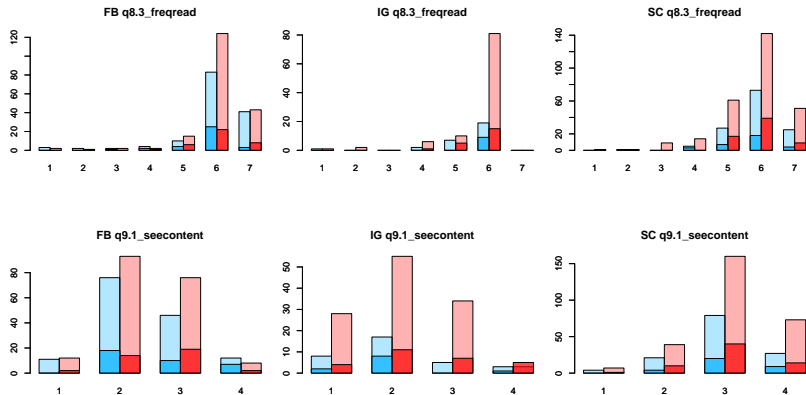 FB q8.3_freqread
0 20 40 60 80 120
1 2 3 4 5 6 7
IG q8.3_freqread
0 20 40 60 80
1 2 3 4 5 6 7
SC q8.3_freqread
0 20 60 100 140
1 2 3 4 5 6 7
FB q9.1_seecontent
0 20 40 60 80
1 2 3 4
IG q9.1_seecontent
0 10 20 30 40 50
1 2 3 4
SC q9.1_seecontent
0 50 100 150
1 2 3 4